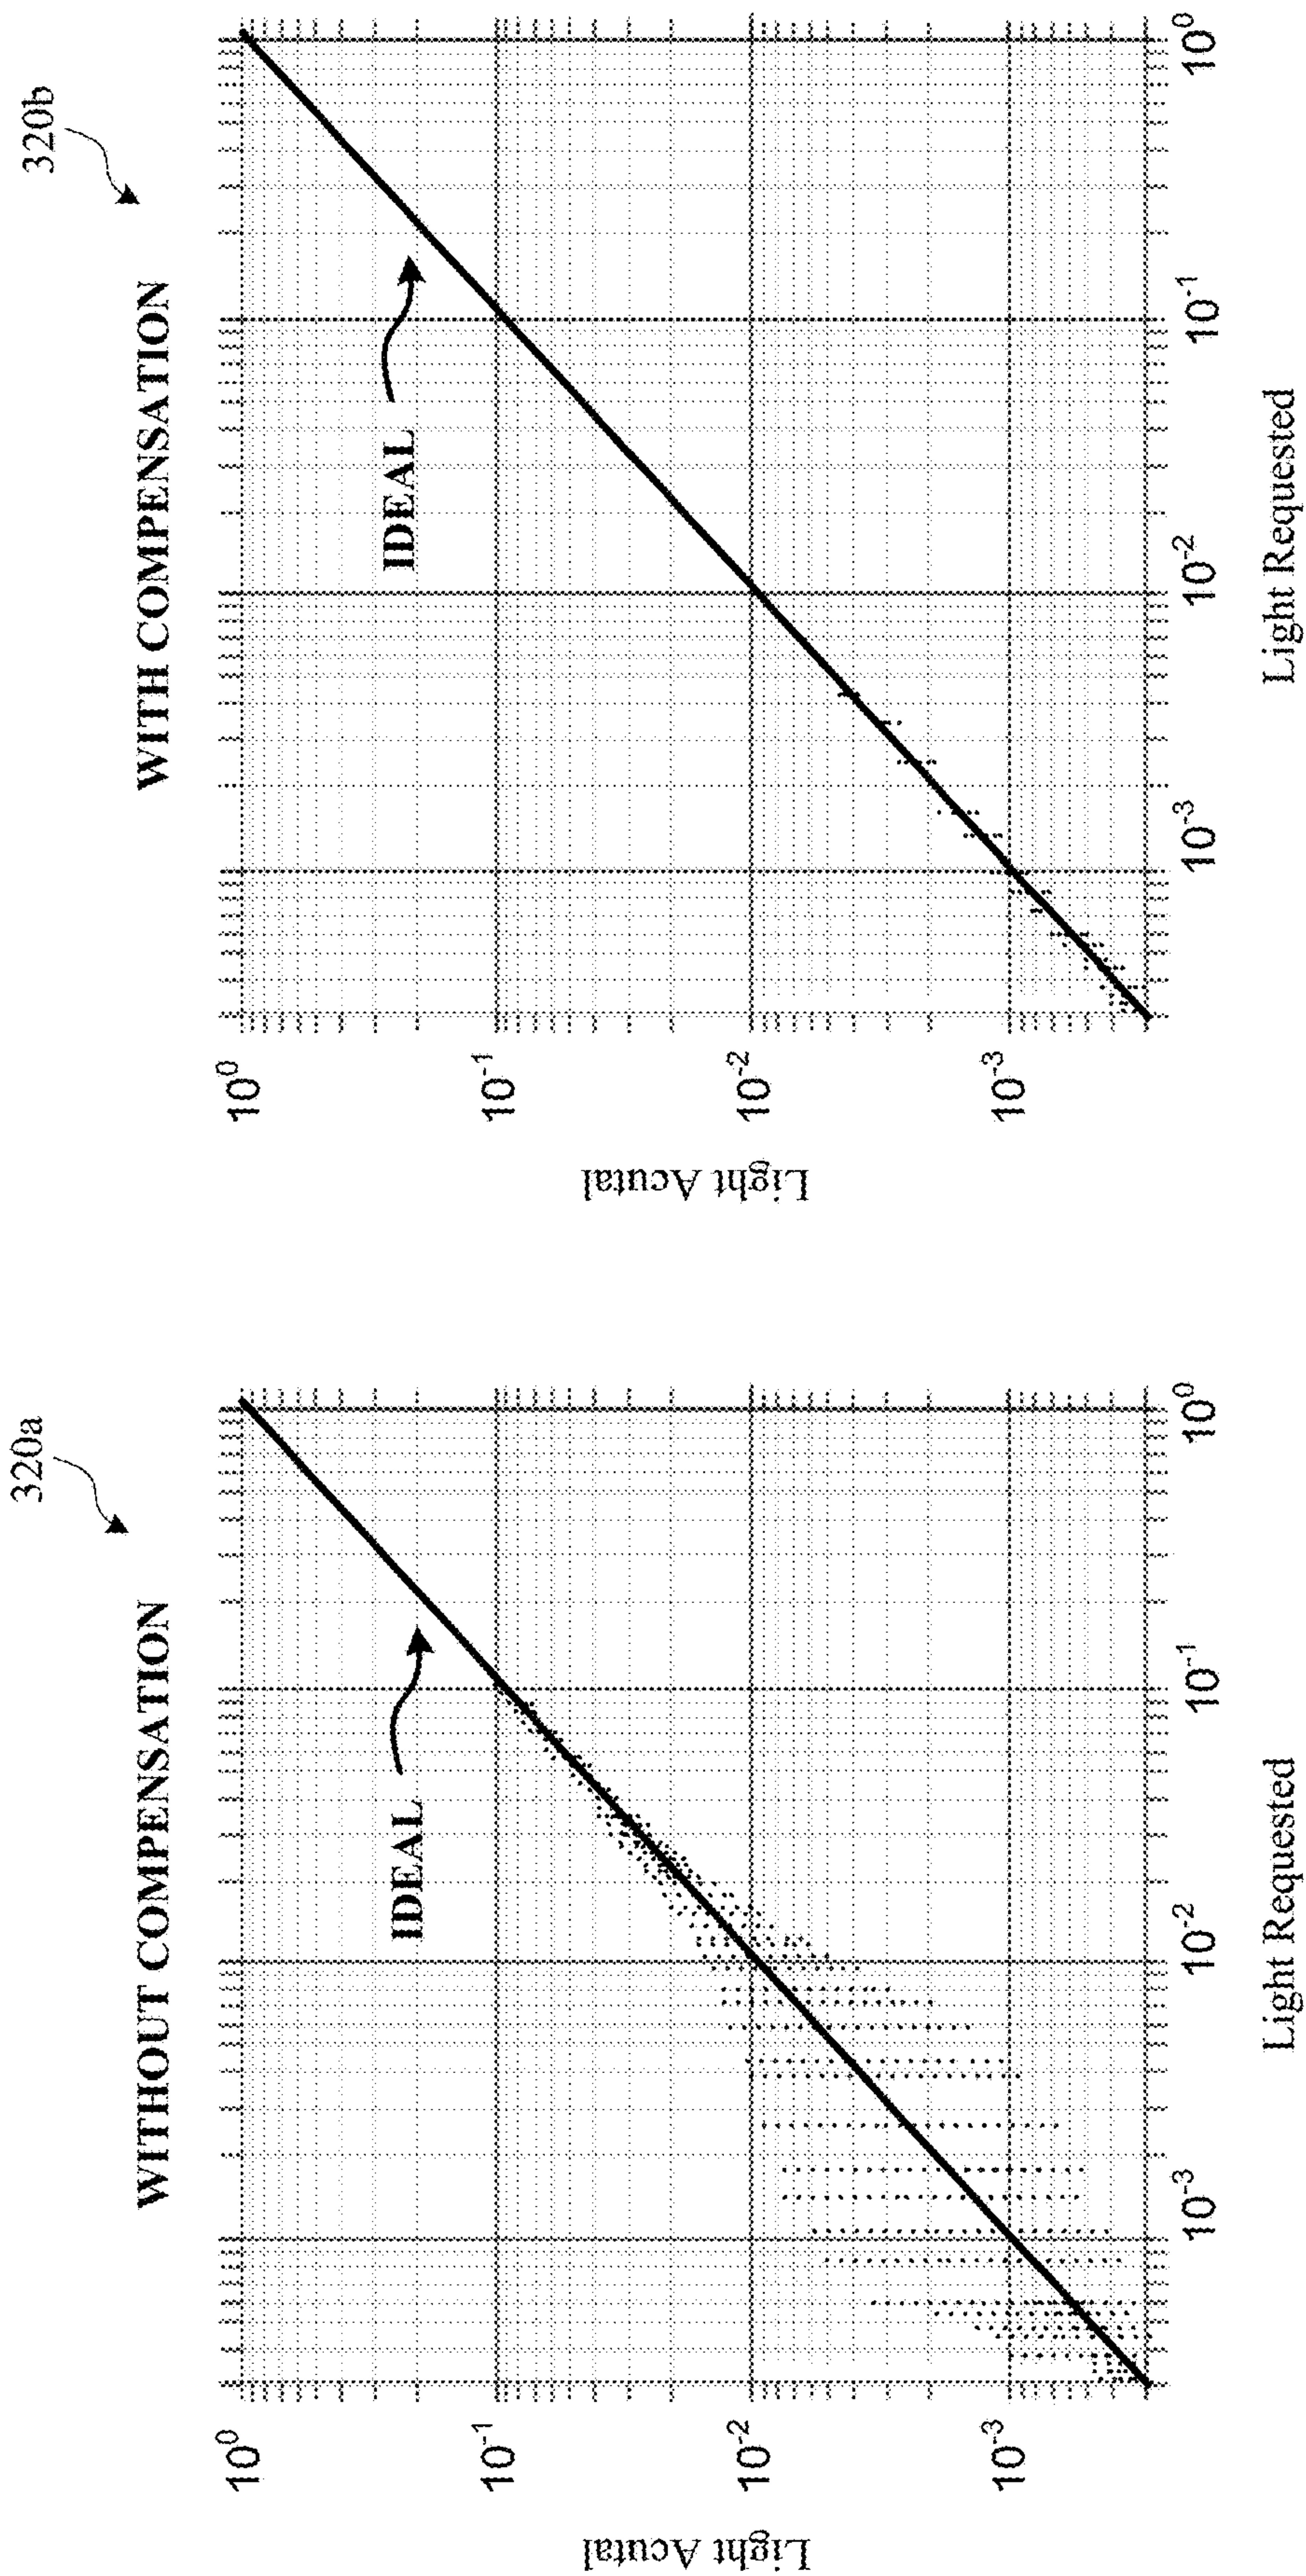 320a
WITHOUT COMPENSATION
IDEAL
10^0
10^-1
10^-2
10^-3
Light Acutal
10^-3
10^-2
10^-1
10^0
Light Requested
320b
WITH COMPENSATION
IDEAL
10^0
10^-1
10^-2
10^-3
Light Acutal
10^-3
10^-2
10^-1
10^0
Light Requested